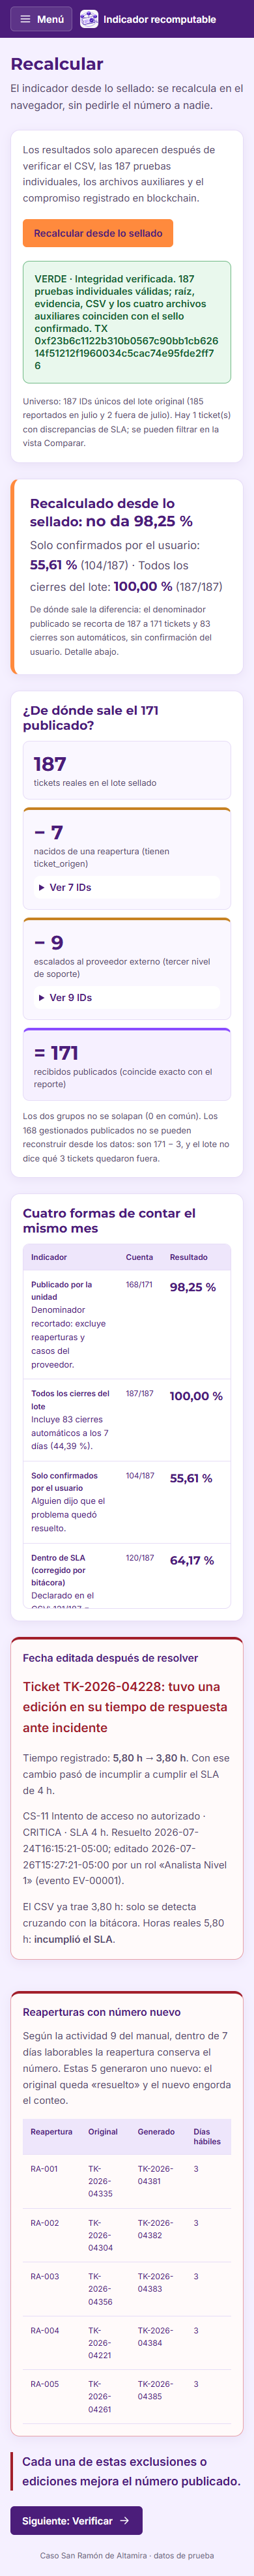 Menú
Indicador recomputable
Recalcular
El indicador desde lo sellado: se recalcula en el
navegador, sin pedirle el número a nadie.
Los resultados solo aparecen después de
verificar el CSV, las 187 pruebas
individuales, los archivos auxiliares y el
compromiso registrado en blockchain.
Recalcular desde lo sellado
VERDE · Integridad verificada. 187
pruebas individuales válidas; raíz,
evidencia, CSV y los cuatro archivos
auxiliares coinciden con el sello
confirmado. TX
0xf23b6c1122b310b0567c90bb1cb626
14f51212f1960034c5cac74e95fde2ff7
6
Universo: 187 IDs únicos del lote original (185
reportados en julio y 2 fuera de julio). Hay 1 ticket(s)
con discrepancias de SLA; se pueden filtrar en la
vista Comparar.
Recalculado desde lo
sellado: no da 98,25 %
Solo confirmados por el usuario:
55,61 % (104/187) · Todos los
cierres del lote: 100,00 % (187/187)
De dónde sale la diferencia: el denominador
publicado se recorta de 187 a 171 tickets y 83
cierres son automáticos, sin confirmación del
usuario. Detalle abajo.
¿De dónde sale el 171
publicado?
187
tickets reales en el lote sellado
− 7
nacidos de una reapertura (tienen
ticket_origen)
▶ Ver 7 IDs
− 9
escalados al proveedor externo (tercer nivel
de soporte)
▶ Ver 9 IDs
= 171
recibidos publicados (coincide exacto con el
reporte)
Los dos grupos no se solapan (0 en común). Los
168 gestionados publicados no se pueden
reconstruir desde los datos: son 171 − 3, y el lote no
dice qué 3 tickets quedaron fuera.
Cuatro formas de contar el
mismo mes
Indicador Cuenta Resultado
Publicado por la 168/171 98,25 %
unidad
Denominador
recortado: excluye
reaperturas y
casos del
proveedor.
Todos los cierres del 187/187 100,00 %
lote
Incluye 83 cierres
automáticos a los 7
días (44,39 %).
Solo confirmados 104/187 55,61 %
por el usuario
Alguien dijo que el
problema quedó
resuelto.
Dentro de SLA 120/187 64,17 %
(corregido por
bitácora)
Declarado en el
Fecha editada después de resolver
Ticket TK-2026-04228: tuvo una
edición en su tiempo de respuesta
ante incidente
Tiempo registrado: 5,80 h → 3,80 h. Con ese
cambio pasó de incumplir a cumplir el SLA
de 4 h.
CS-11 Intento de acceso no autorizado ·
CRITICA · SLA 4 h. Resuelto 2026-07-
24T16:15:21-05:00; editado 2026-07-
26T15:27:21-05:00 por un rol «Analista Nivel
1» (evento EV-00001).
El CSV ya trae 3,80 h: solo se detecta
cruzando con la bitácora. Horas reales 5,80
h: incumplió el SLA.
Reaperturas con número nuevo
Según la actividad 9 del manual, dentro de 7
días laborables la reapertura conserva el
número. Estas 5 generaron uno nuevo: el
original queda «resuelto» y el nuevo engorda
el conteo.
Reapertura Original Generado Días
hábiles
RA-001 TK- TK-2026- 3
2026- 04381
04335
RA-002 TK- TK-2026- 3
2026- 04382
04304
RA-003 TK- TK-2026- 3
2026- 04383
04356
RA-004 TK- TK-2026- 3
2026- 04384
04221
RA-005 TK- TK-2026- 3
2026- 04385
04261
Cada una de estas exclusiones o
ediciones mejora el número publicado.
Siguiente: Verificar →
Caso San Ramón de Altamira · datos de prueba